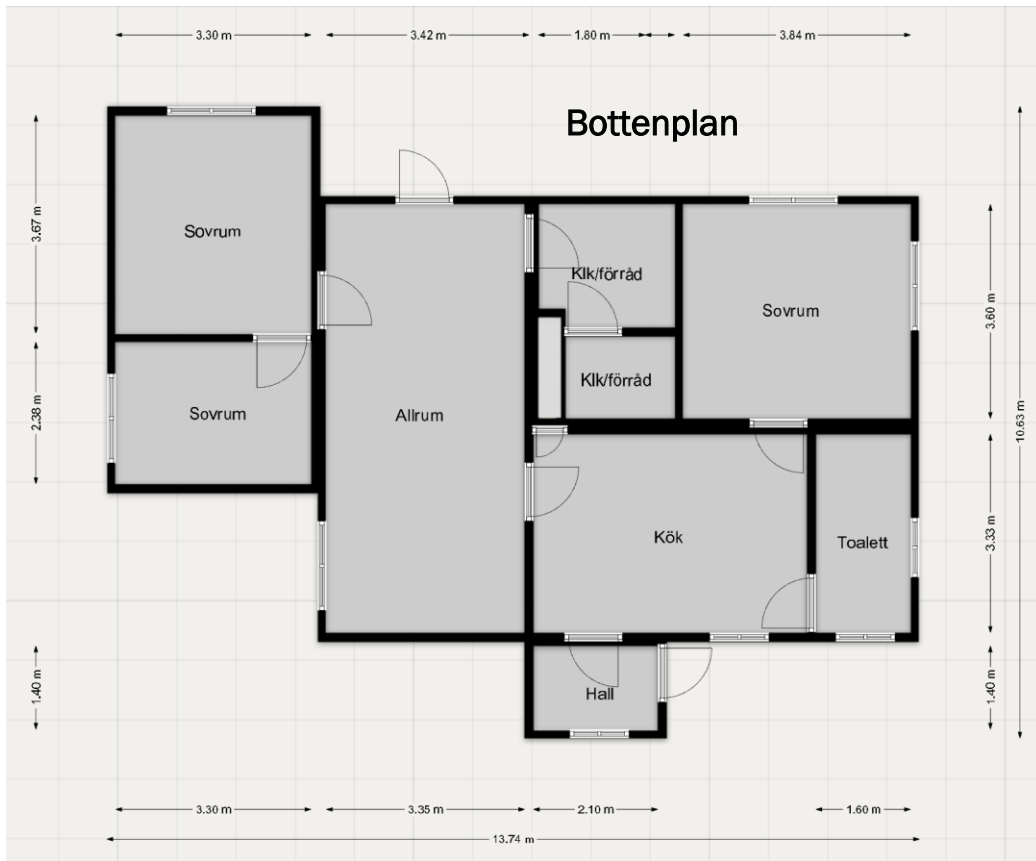 3.30 m 3.42 m 1.80 m 3.84 m
Bottenplan
3.67 m
Sovrum
Klk/förråd
Sovrum
3.60 m
2.38 m
Sovrum
Allrum
Klk/förråd
10.63 m
Kök
Toalett
3.33 m
1.40 m
Hall
1.40 m
3.30 m 3.35 m 2.10 m 1.60 m
13.74 m